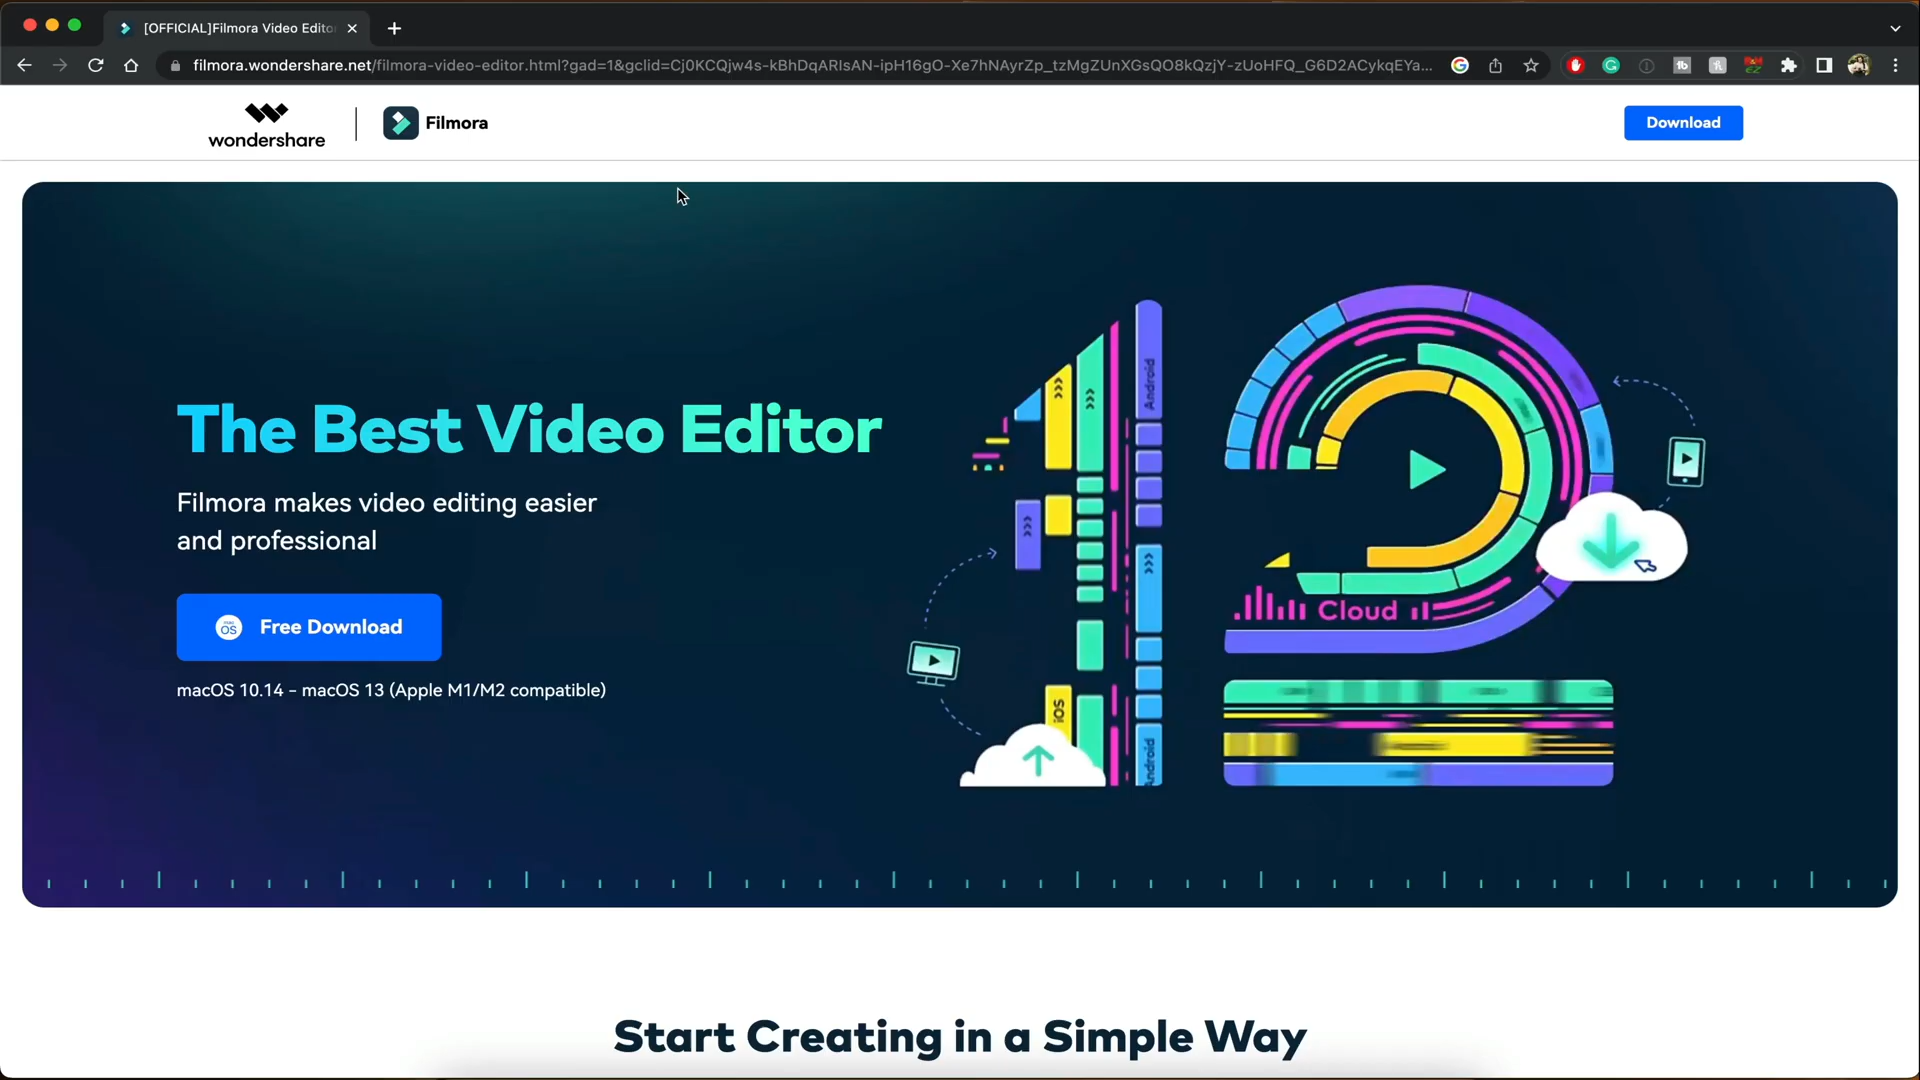 [OFFICIAL]Filmora Video Edito
filmora.wondershare.net/filmora-video-editor.html?gad=1&gclid=Cj0KCQjw4s-kBhDqARIsAN-ipH16gO-Xe7hNAyrZp_tzMgZUnXGsQO8kQzjY-zUoHFQ_G6D2ACykqEYa...
wondershare
Filmora
Download
The Best Video Editor
Filmora makes video editing easier
and professional
mac
OS
Free Download
macOS 10.14 - macOS 13 (Apple M1/M2 compatible)
Android
iOS
Android
Cloud
Start Creating in a Simple Way